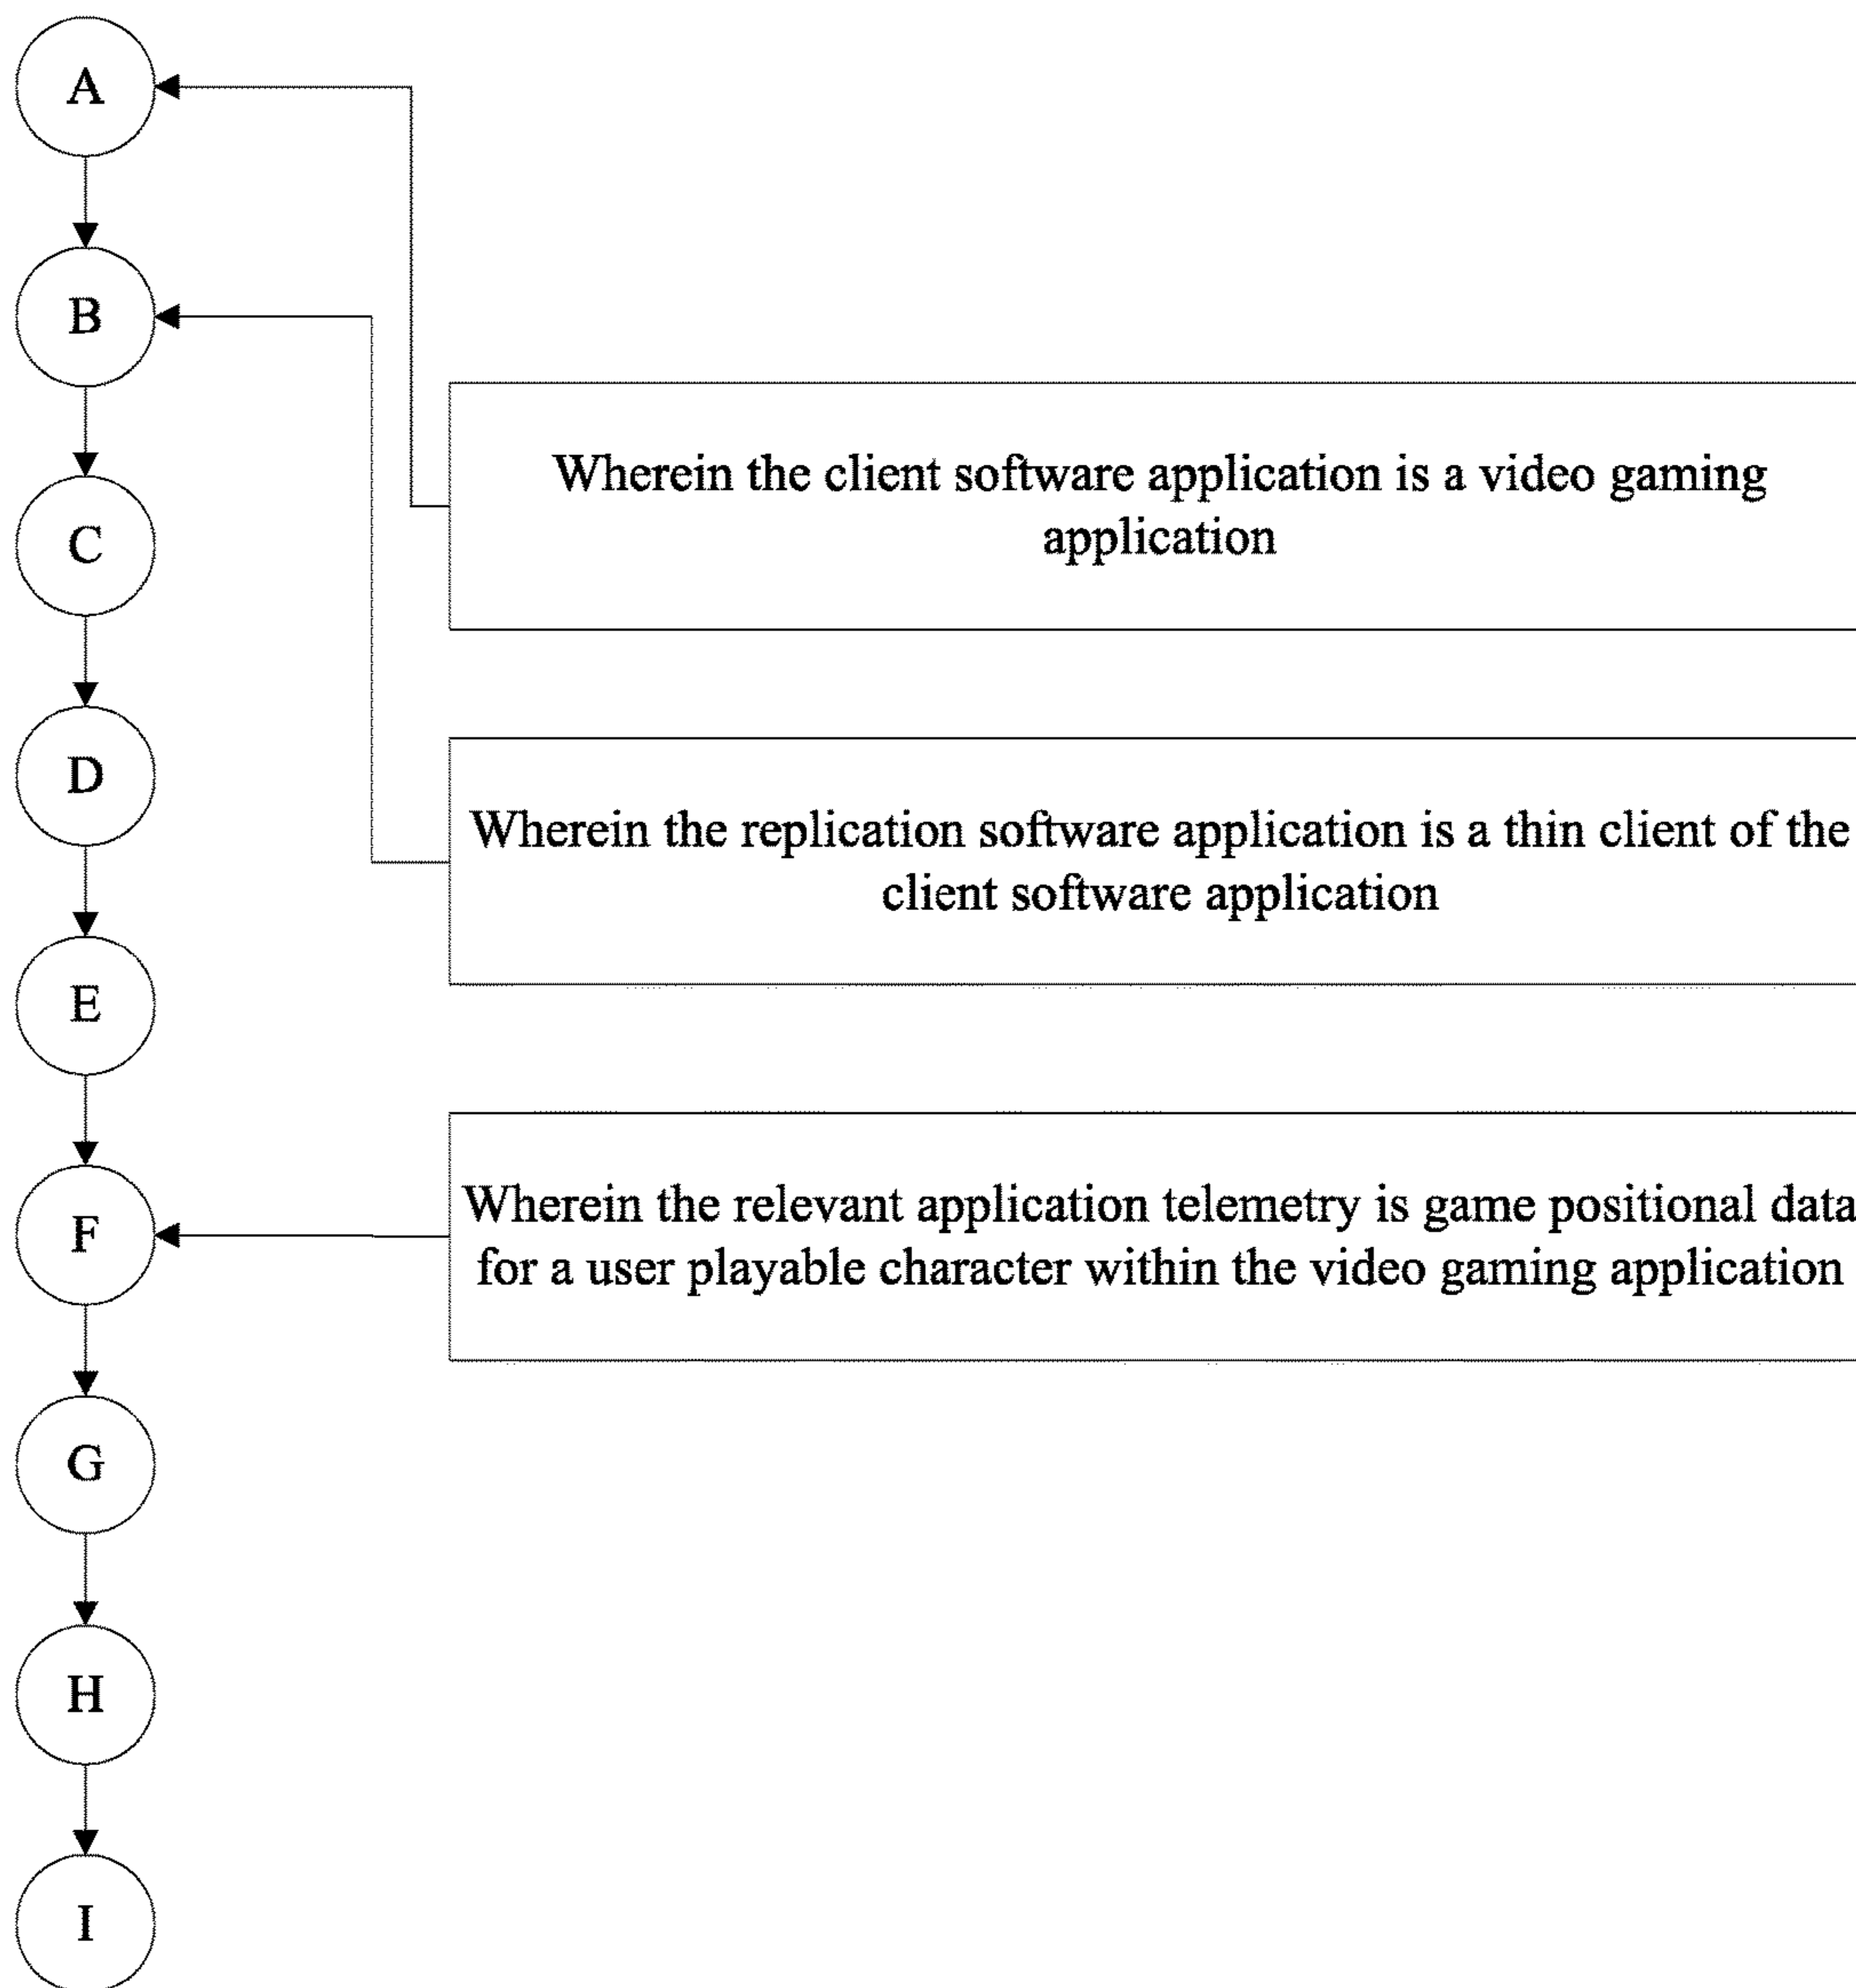 A
B
C
D
E
F
G
H
I
Wherein the client software application is a video gaming
application
Wherein the replication software application is a thin client of the
client software application
Wherein the relevant application telemetry is game positional data
for a user playable character within the video gaming application